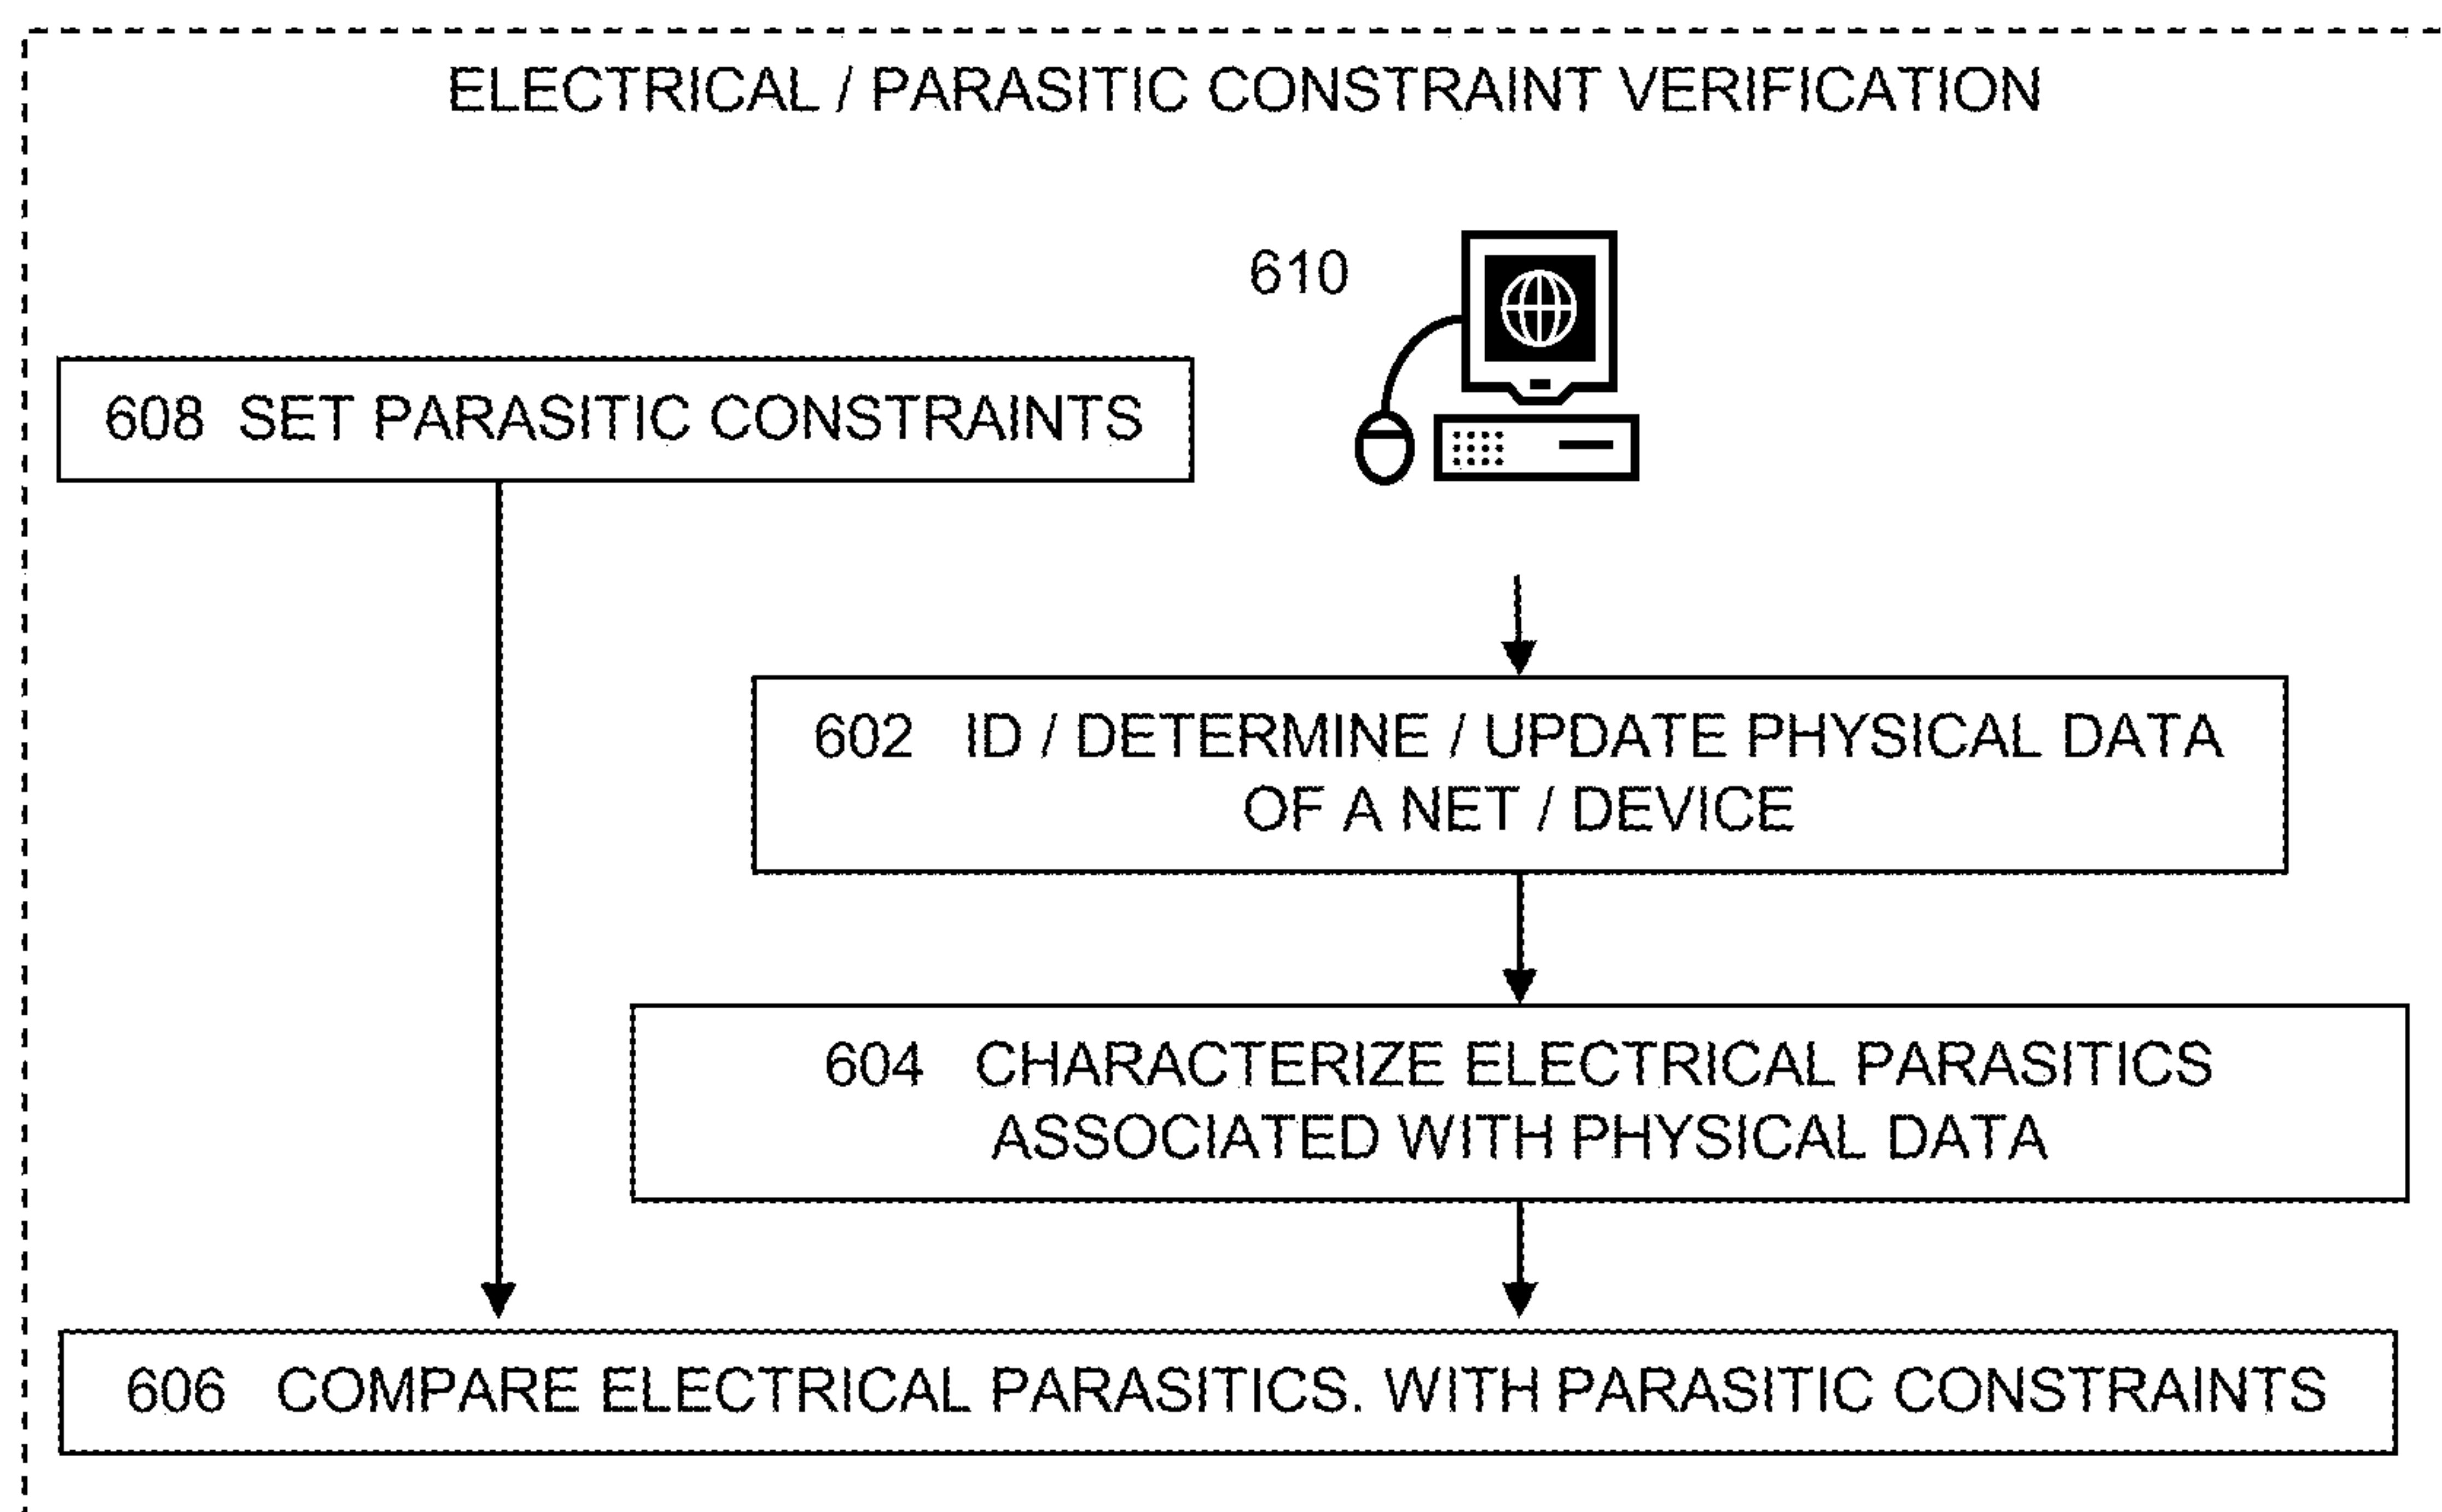 ELECTRICAL / PARASITIC CONSTRAINT VERIFICATION
610
608 SET PARASITIC CONSTRAINTS
602 ID / DETERMINE / UPDATE PHYSICAL DATA
OF A NET / DEVICE
604 CHARACTERIZE ELECTRICAL PARASITICS
ASSOCIATED WITH PHYSICAL DATA
606 COMPARE ELECTRICAL PARASITICS. WITH PARASITIC CONSTRAINTS